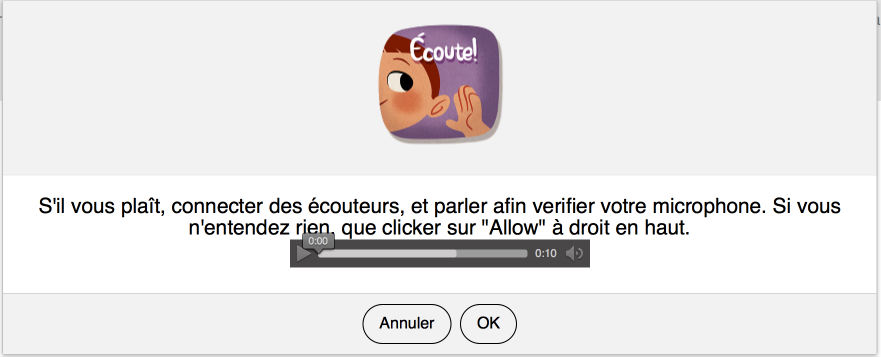 Écoute!
S'il vous plaît, connecter des écouteurs, et parler afin verifier votre microphone. Si vous
n'entendez rien, que clicker sur "Allow" à droit en haut.
0:00
0:10
Annuler
OK